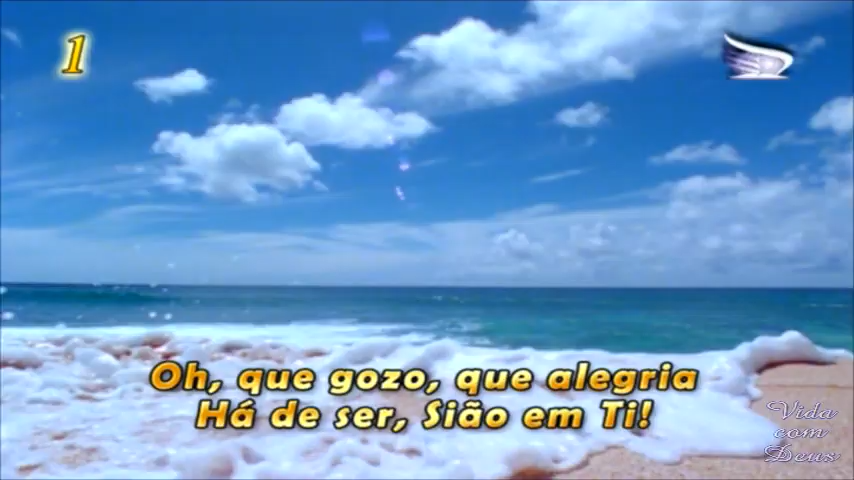 1
Oh, que gozo, que alegria
Há de ser, Sião em Ti!
Vida
com
Deus